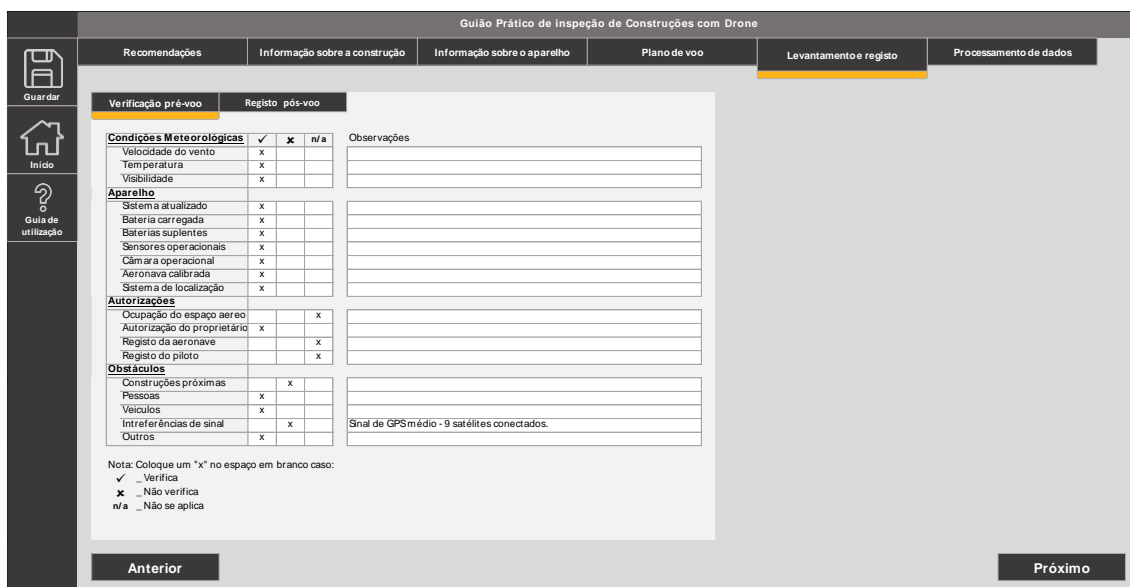 Guião Prático de inspeção de Construções com Drone
Recomendações Informação sobre a construção Informação sobre o aparelho Plano de voo Levantamento e registo Processamento de dados
Guardar
Início
Guia de
utilização
Verificação pré-voo Registo pós-voo
Condições Meteorológicas ✓ × n/a Observações
Velocidade do vento x
Temperatura x
Visibilidade x
Aparelho
Sistema atualizado x
Bateria carregada x
Baterias suplentes x
Sensores operacionais x
Câmara operacional x
Aeronava calibrada x
Sistema de localização x
Autorizações
Ocupação do espaço aereo x
Autorização do proprietário x
Registo da aeronave x
Registo do piloto x
Obstáculos
Construções próximas x
Pessoas x
Veiculos x
Intreferências de sinal x Sinal de GPS médio - 9 satélites conectados.
Outros x
Nota: Coloque um "x" no espaço em branco caso:
✓ _ Verifica
× _ Não verifica
n/a _ Não se aplica
Anterior Próximo